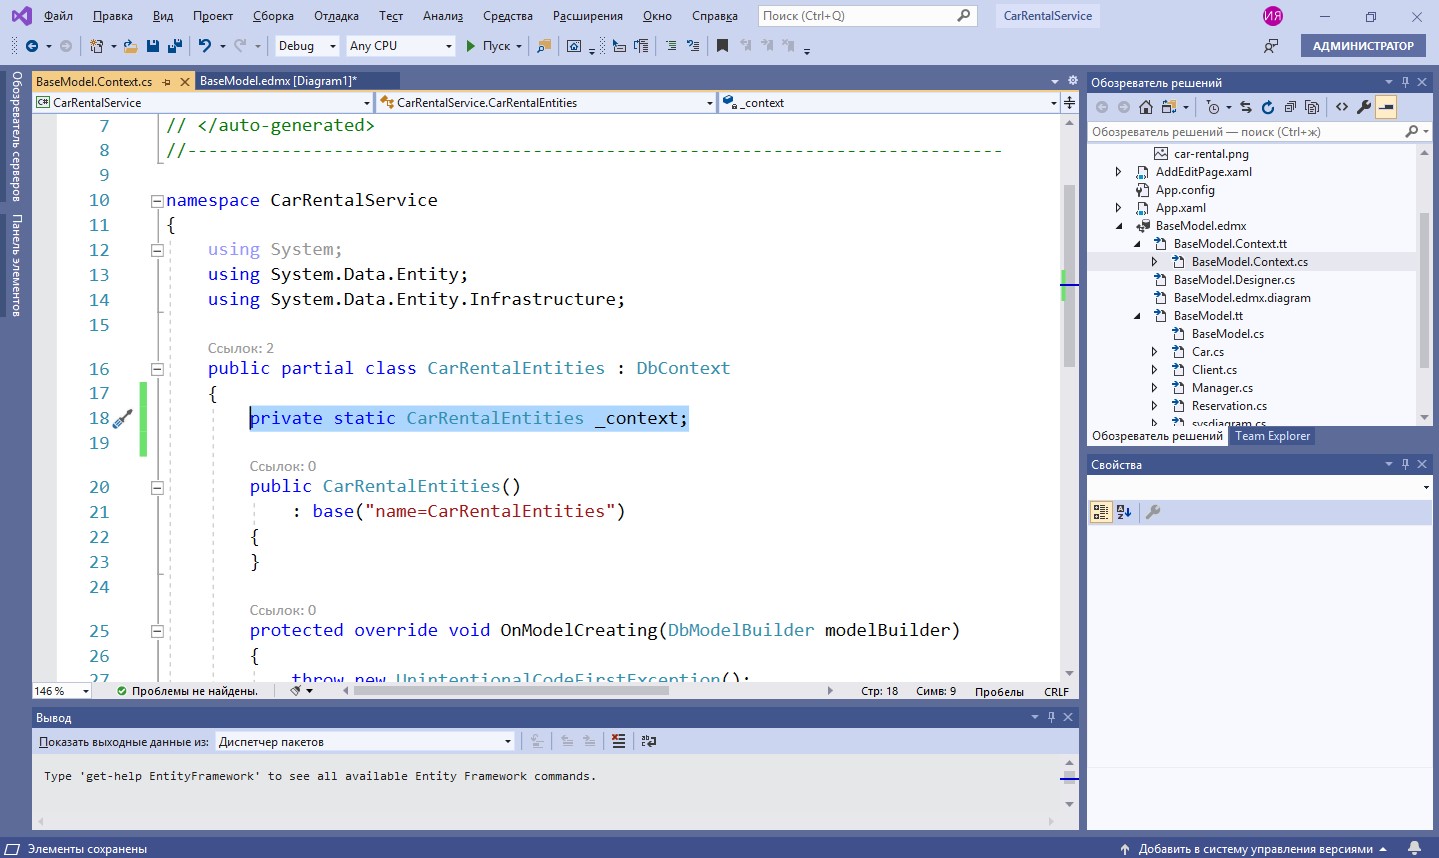 Файл Правка Вид Проект Сборка Отладка Тест Анализ Средства Расширения Окно Справка Поиск (Ctrl+Q) CarRentalService ИЯ
Debug Any CPU Пуск АДМИНИСТРАТОР
Обозреватель серверов
Панель элементов
BaseModel.Context.cs BaseModel.edmx [Diagram1]*
CarRentalService CarRentalService.CarRentalEntities _context
7 // </auto-generated>
8 //------------------------------------------------------------------------------
9
10 namespace CarRentalService
11 {
12 using System;
13 using System.Data.Entity;
14 using System.Data.Entity.Infrastructure;
15
Ссылок: 2
16 public partial class CarRentalEntities : DbContext
17 {
18 private static CarRentalEntities _context;
19
Ссылок: 0
20 public CarRentalEntities()
21 : base("name=CarRentalEntities")
22 {
23 }
24
Ссылок: 0
25 protected override void OnModelCreating(DbModelBuilder modelBuilder)
26 {
27 throw new UnintentionalCodeFirstException();
146 % Проблемы не найдены. Стр: 18 Симв: 9 Пробелы CRLF
Вывод
Показать выходные данные из: Диспетчер пакетов
Type 'get-help EntityFramework' to see all available Entity Framework commands.
Обозреватель решений
Обозреватель решений — поиск (Ctrl+ж)
car-rental.png
AddEditPage.xaml
App.config
App.xaml
BaseModel.edmx
BaseModel.Context.tt
BaseModel.Context.cs
BaseModel.Designer.cs
BaseModel.edmx.diagram
BaseModel.tt
BaseModel.cs
Car.cs
Client.cs
Manager.cs
Reservation.cs
sysdiagram.cs
Обозреватель решений Team Explorer
Свойства
Элементы сохранены Добавить в систему управления версиями